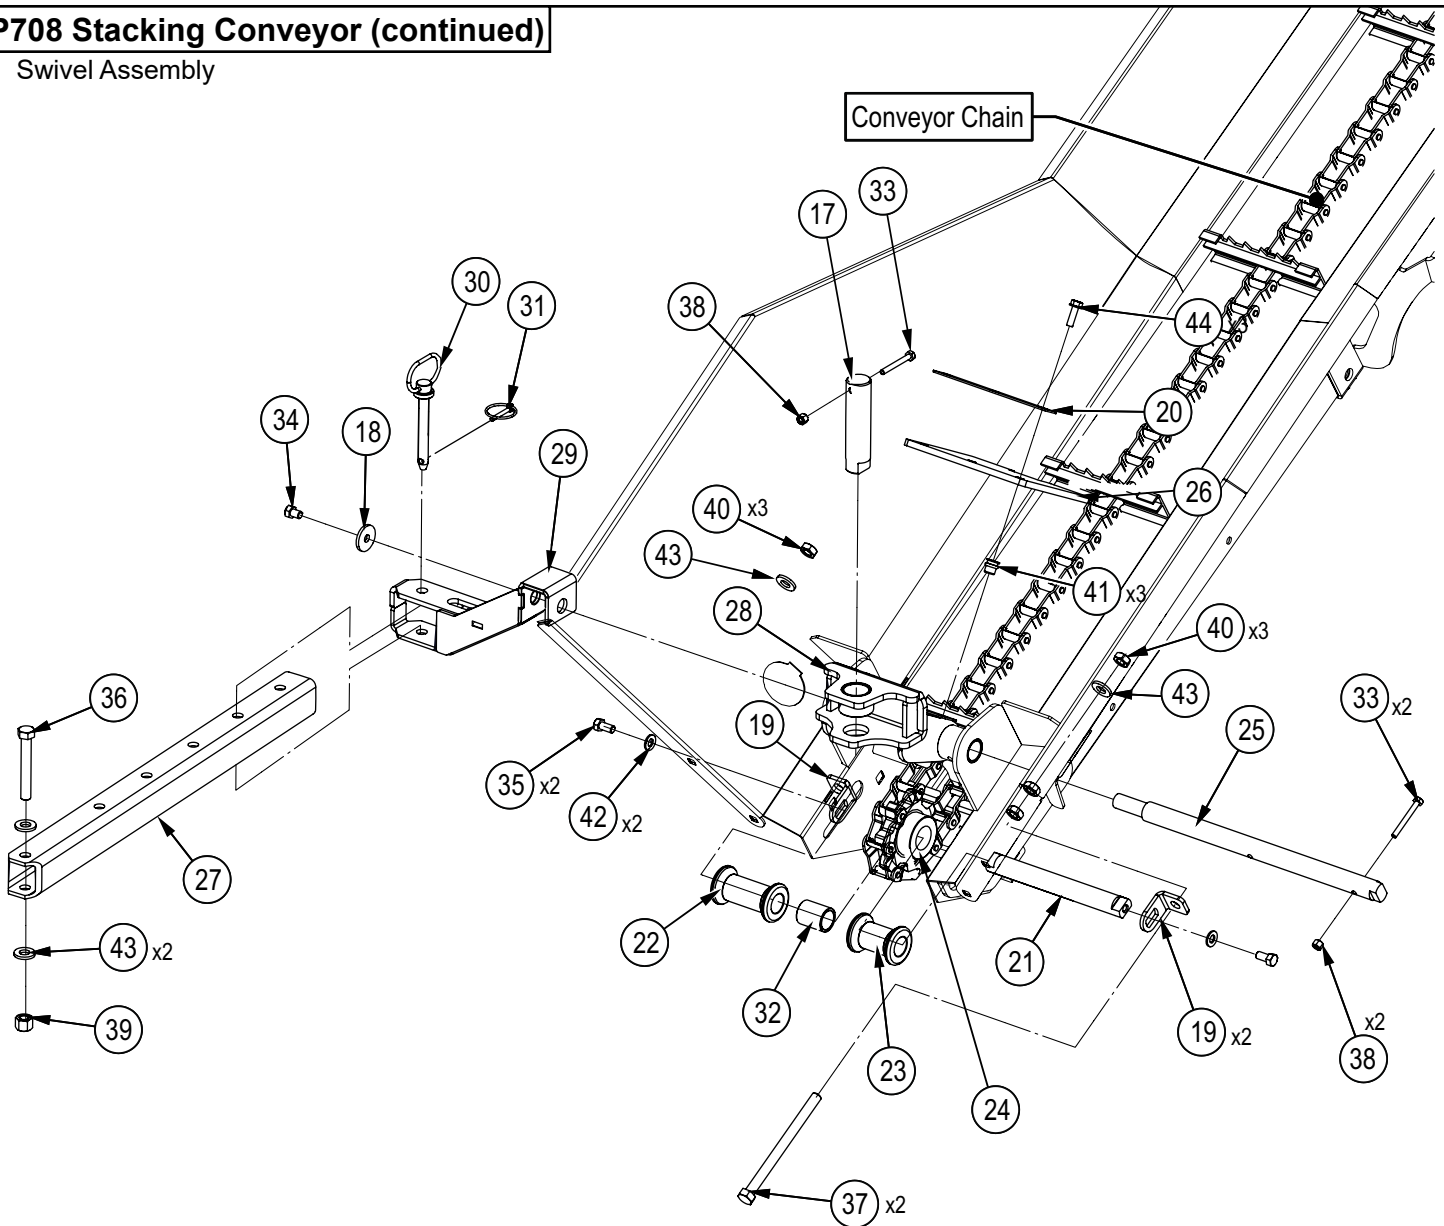 P708 Stacking Conveyor (continued)
Swivel Assembly
Conveyor Chain
17
33
30
31
38
44
34
18
29
20
26
40 x3
43
41 x3
28
40 x3
36
43
33 x2
19
25
35 x2
42 x2
27
22
21
43 x2
32
19 x2
x2
38
39
23
24
37 x2